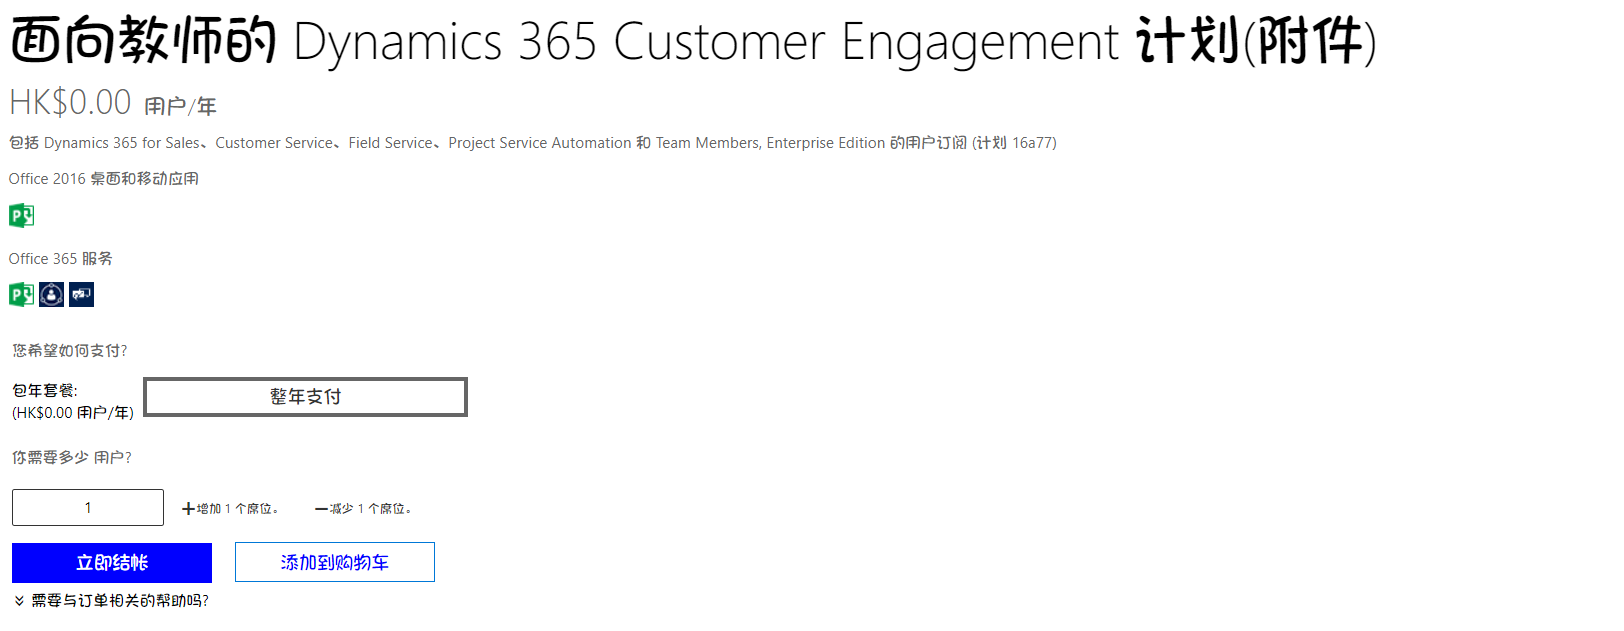 面向教师的 Dynamics 365 Customer Engagement 计划(附件)
HK$0.00 用户/年
包括 Dynamics 365 for Sales、Customer Service、Field Service、Project Service Automation 和 Team Members, Enterprise Edition 的用户订阅 (计划 16a77)
Office 2016 桌面和移动应用
Office 365 服务
您希望如何支付?
包年套餐:
(HK$0.00 用户/年)
整年支付
你需要多少 用户?
1
增加 1 个席位。
减少 1 个席位。
立即结帐
添加到购物车
需要与订单相关的帮助吗?